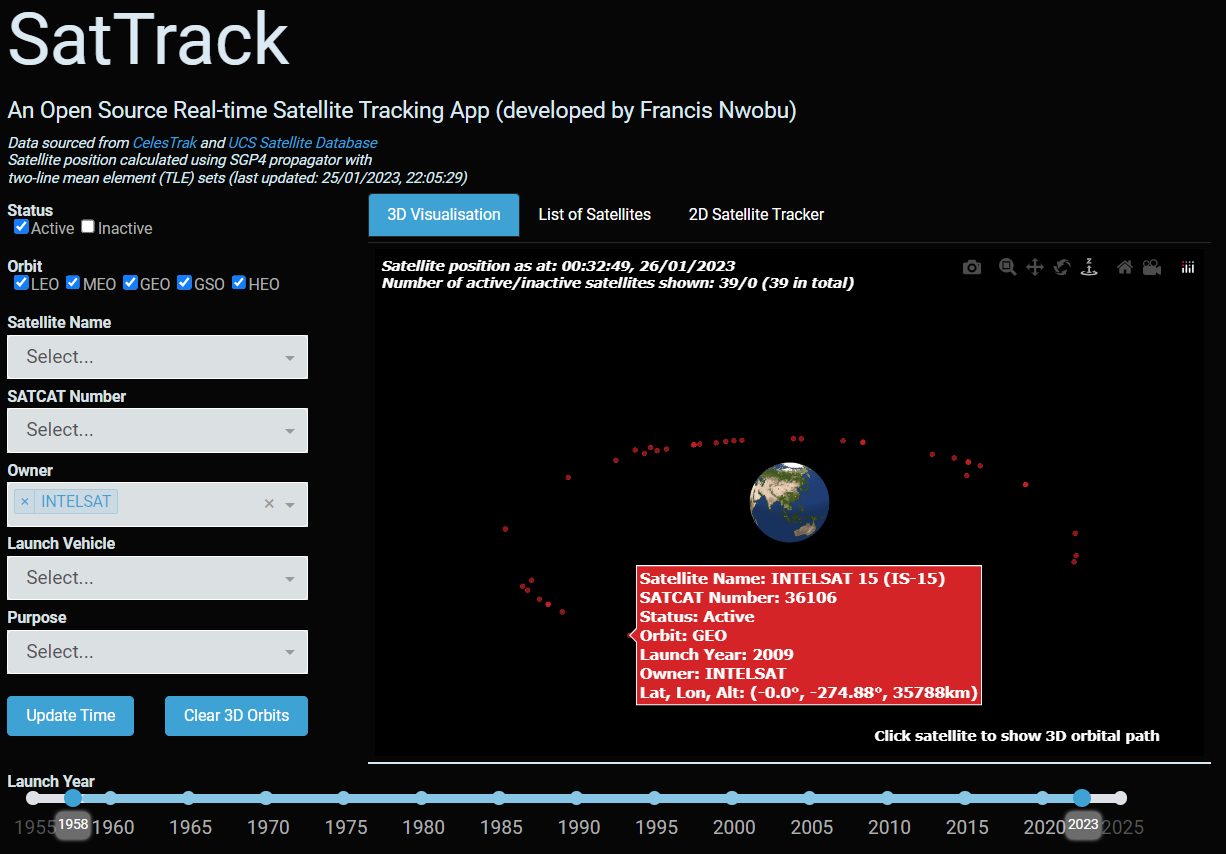 SatTrack
An Open Source Real-time Satellite Tracking App (developed by Francis Nwobu)
Data sourced from CelesTrak and UCS Satellite Database
Satellite position calculated using SGP4 propagator with
two-line mean element (TLE) sets (last updated: 25/01/2023, 22:05:29)
Status
Active Inactive
Orbit
LEO MEO GEO GSO HEO
Satellite Name
Select...
SATCAT Number
Select...
Owner
× INTELSAT ×
Launch Vehicle
Select...
Purpose
Select...
Update Time Clear 3D Orbits
3D Visualisation List of Satellites 2D Satellite Tracker
Satellite position as at: 00:32:49, 26/01/2023
Number of active/inactive satellites shown: 39/0 (39 in total)
Satellite Name: INTELSAT 15 (IS-15)
SATCAT Number: 36106
Status: Active
Orbit: GEO
Launch Year: 2009
Owner: INTELSAT
Lat, Lon, Alt: (-0.0°, -274.88°, 35788km)
Click satellite to show 3D orbital path
Launch Year
1955 1958 1960 1965 1970 1975 1980 1985 1990 1995 2000 2005 2010 2015 2020 2023 2025